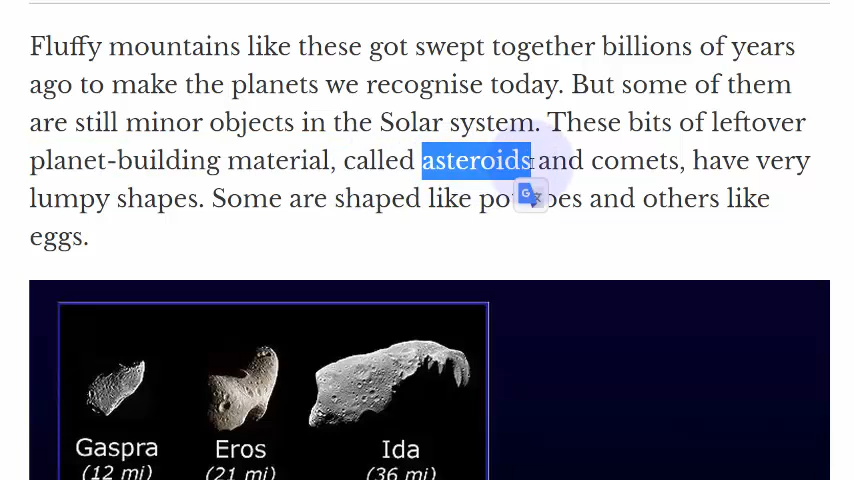 Fluffy mountains like these got swept together billions of years
ago to make the planets we recognise today. But some of them
are still minor objects in the Solar system. These bits of leftover
planet-building material, called asteroids and comets, have very
lumpy shapes. Some are shaped like and others like
eggs.
Gaspra Eros Ida
(12 mi) (21 mi) (36 mi)